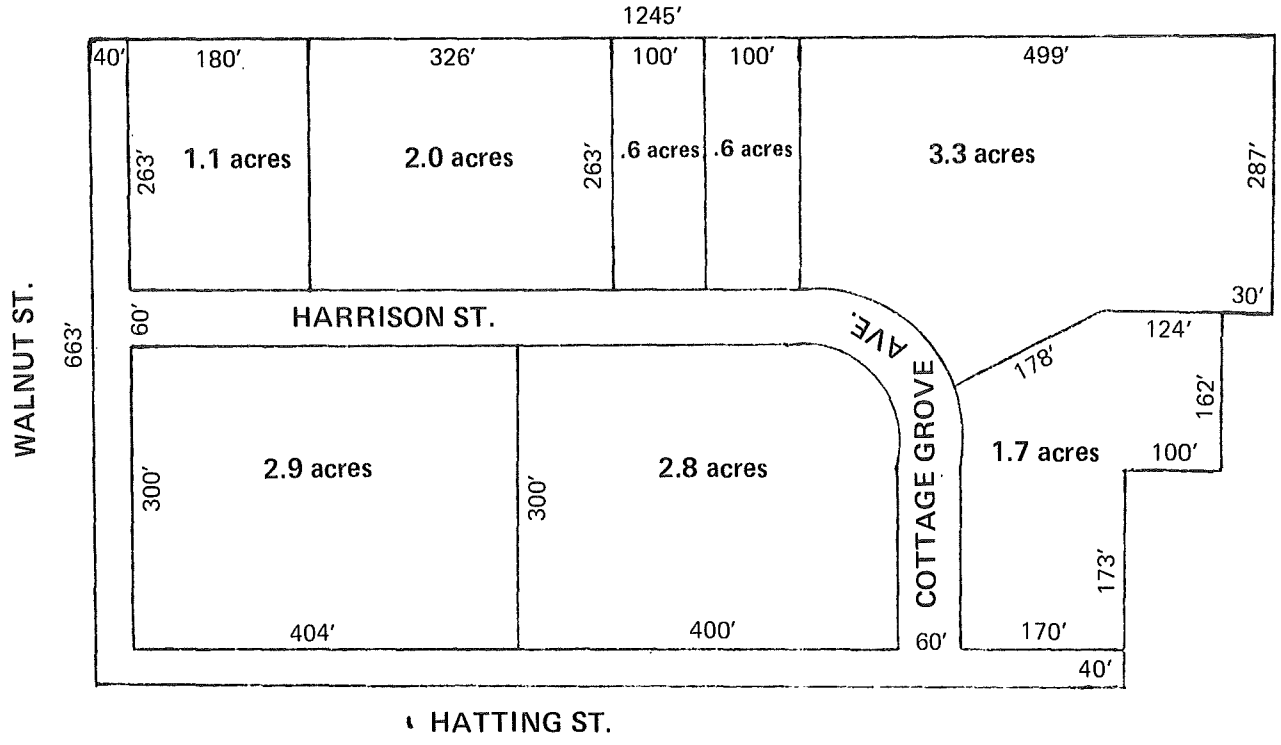 1245'
40' 180' 326' 100' 100' 499'
263' 1.1 acres 2.0 acres 263' .6 acres .6 acres 3.3 acres 287'
30'
60' HARRISON ST. AVE. 124'
WALNUT ST. 663' 178' 162'
COTTAGE GROVE
300' 2.9 acres 300' 2.8 acres 1.7 acres 100'
173'
404' 400' 60' 170'
40'
HATTING ST.